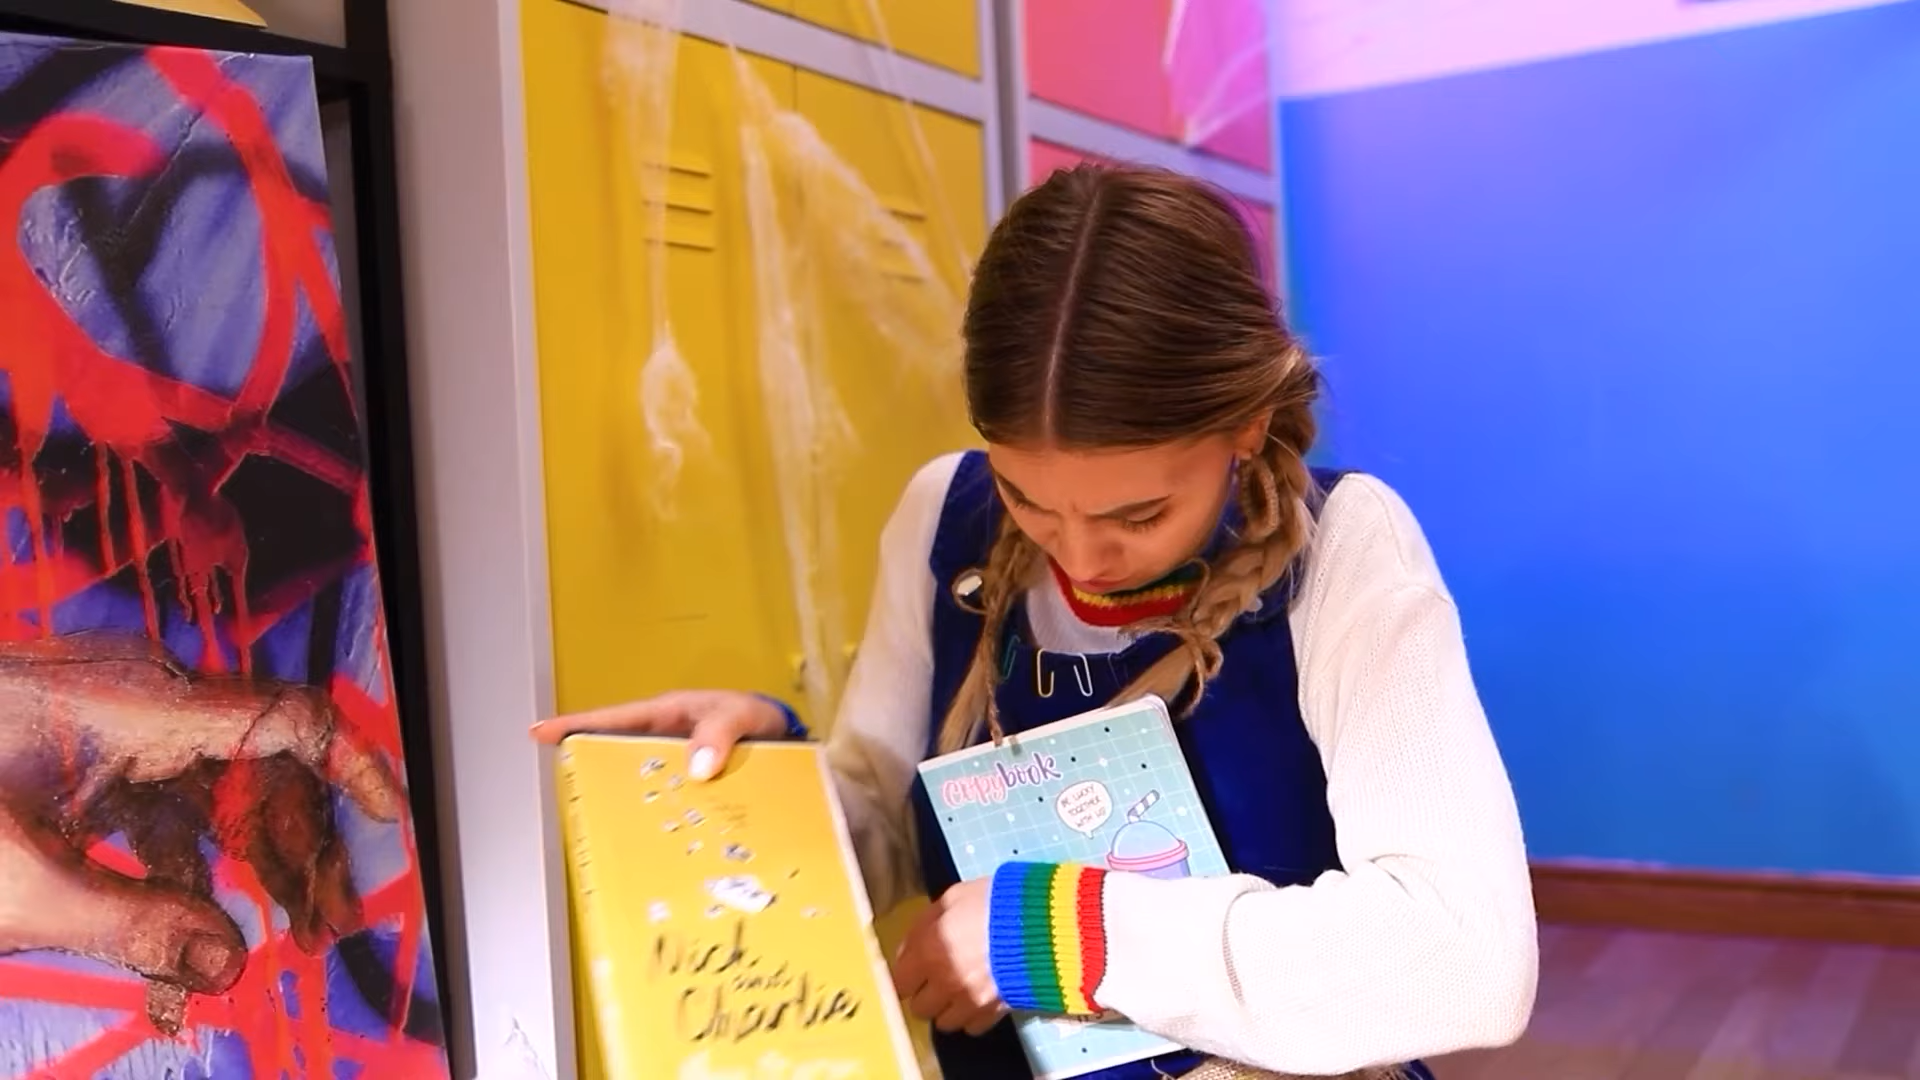 copybook
BE LUCKY
TOGETHER
WITH US!
Nick
and
Charlie